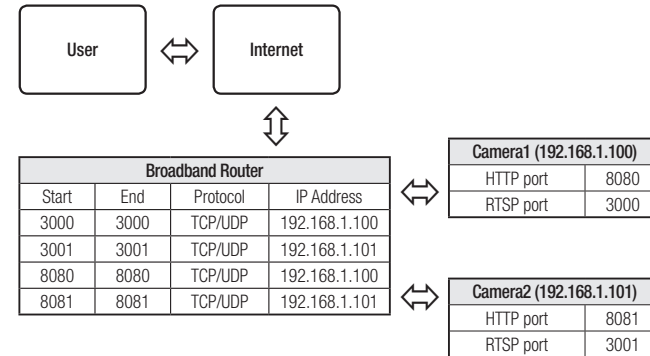 User
Internet
Broadband Router
Start End Protocol IP Address
3000 3000 TCP/UDP 192.168.1.100
3001 3001 TCP/UDP 192.168.1.101
8080 8080 TCP/UDP 192.168.1.100
8081 8081 TCP/UDP 192.168.1.101
Camera1 (192.168.1.100)
HTTP port 8080
RTSP port 3000
Camera2 (192.168.1.101)
HTTP port 8081
RTSP port 3001